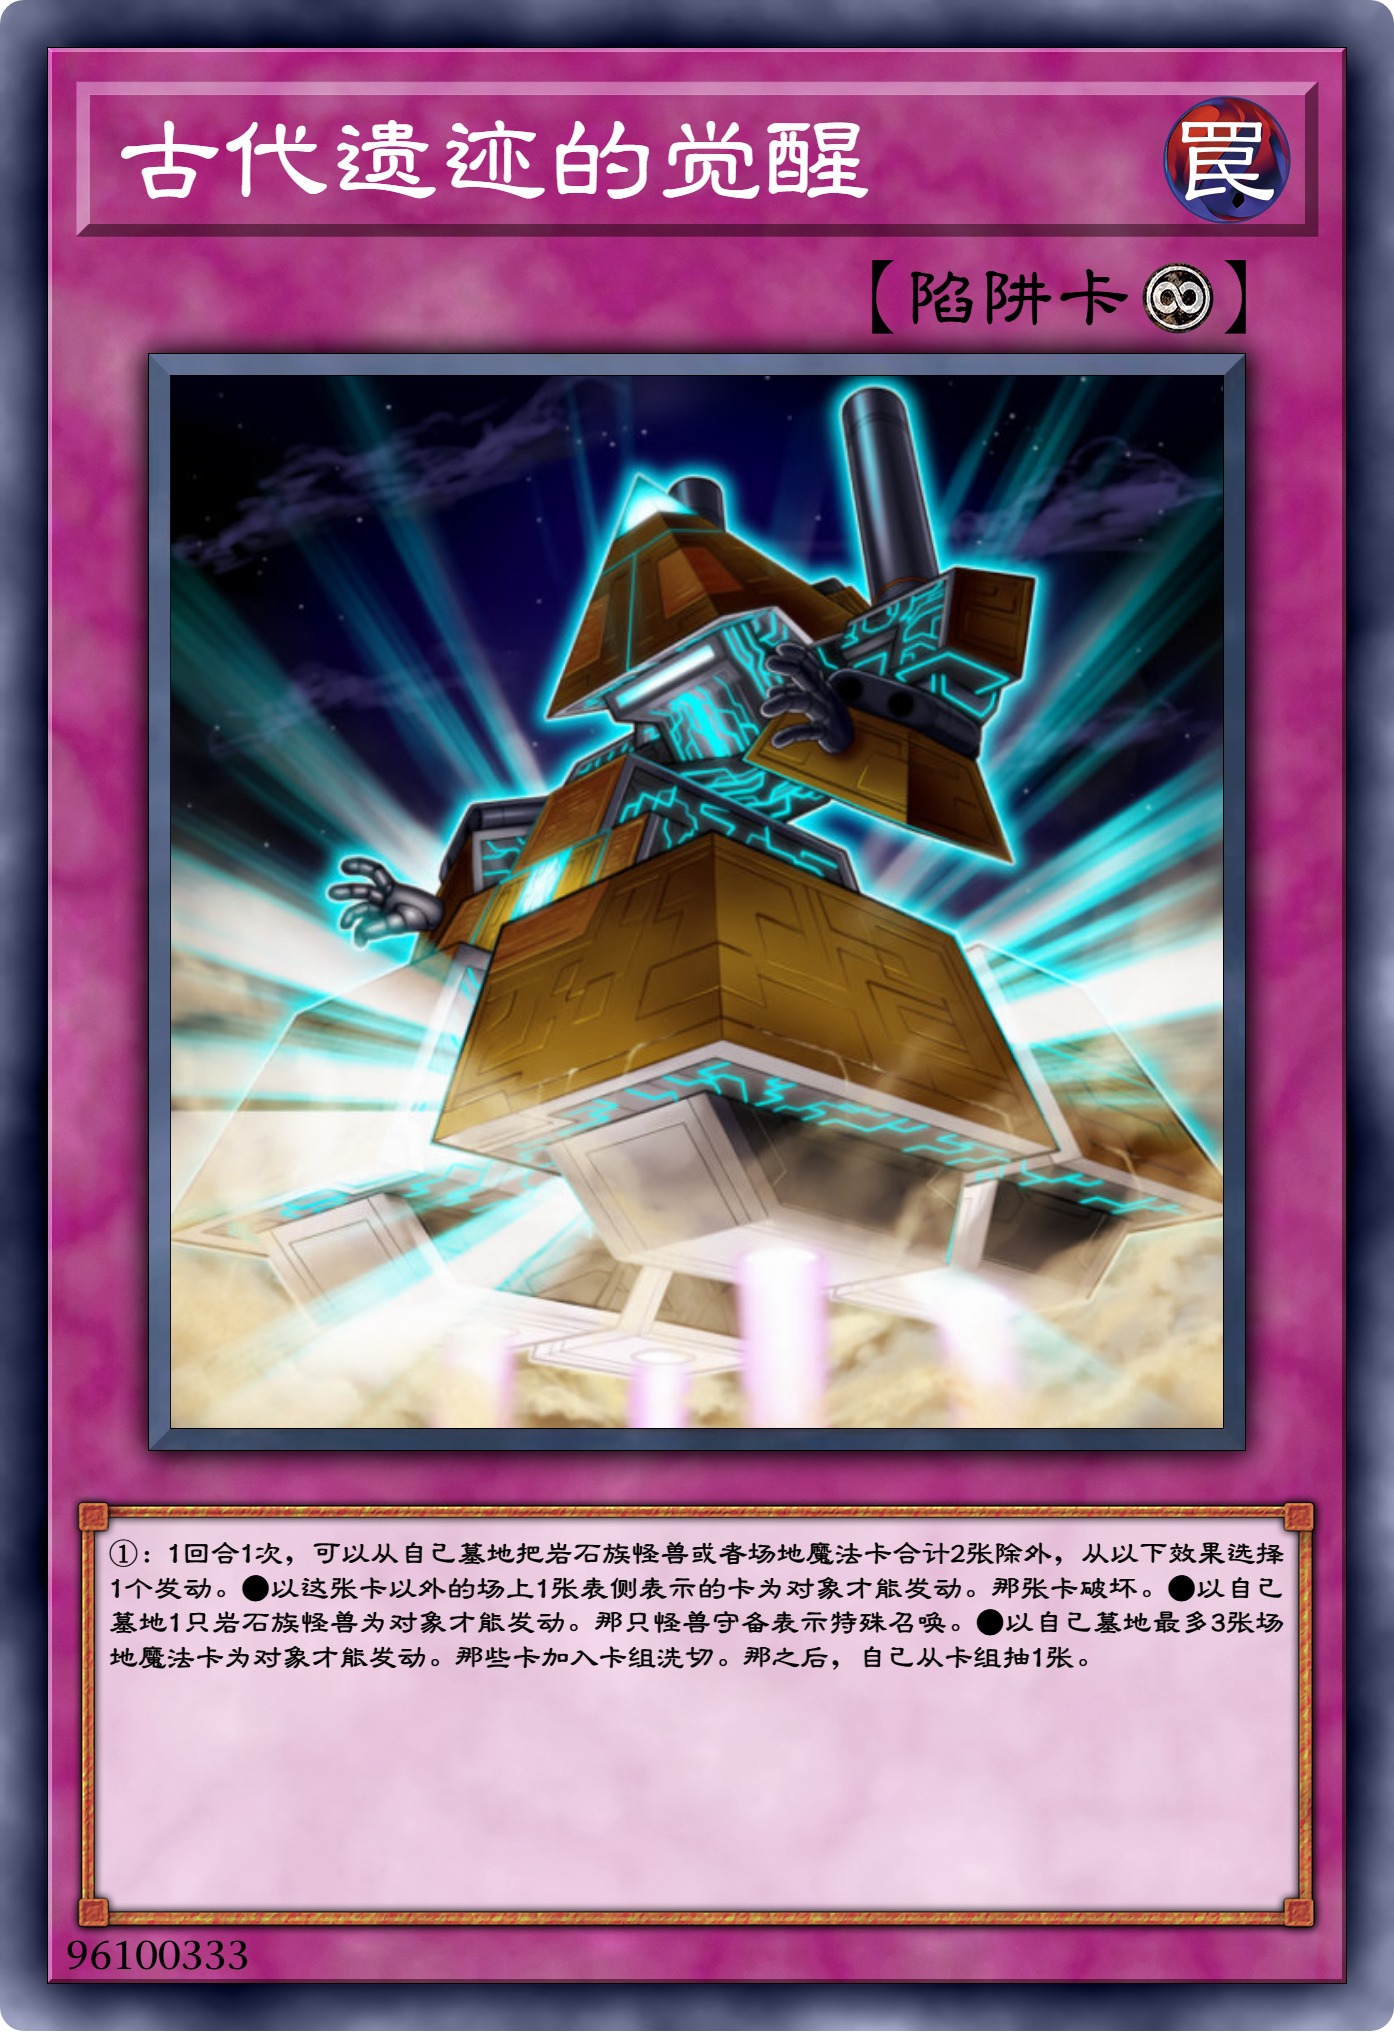 古代遗迹的觉醒
罠
【陷阱卡∞】
①：1回合1次，可以从自己墓地把岩石族怪兽或者场地魔法卡合计2张除外，从以下效果选择
1个发动。●以这张卡以外的场上1张表侧表示的卡为对象才能发动。那张卡破坏。●以自己
墓地1只岩石族怪兽为对象才能发动。那只怪兽守备表示特殊召唤。●以自己墓地最多3张场
地魔法卡为对象才能发动。那些卡加入卡组洗切。那之后，自己从卡组抽1张。
96100333